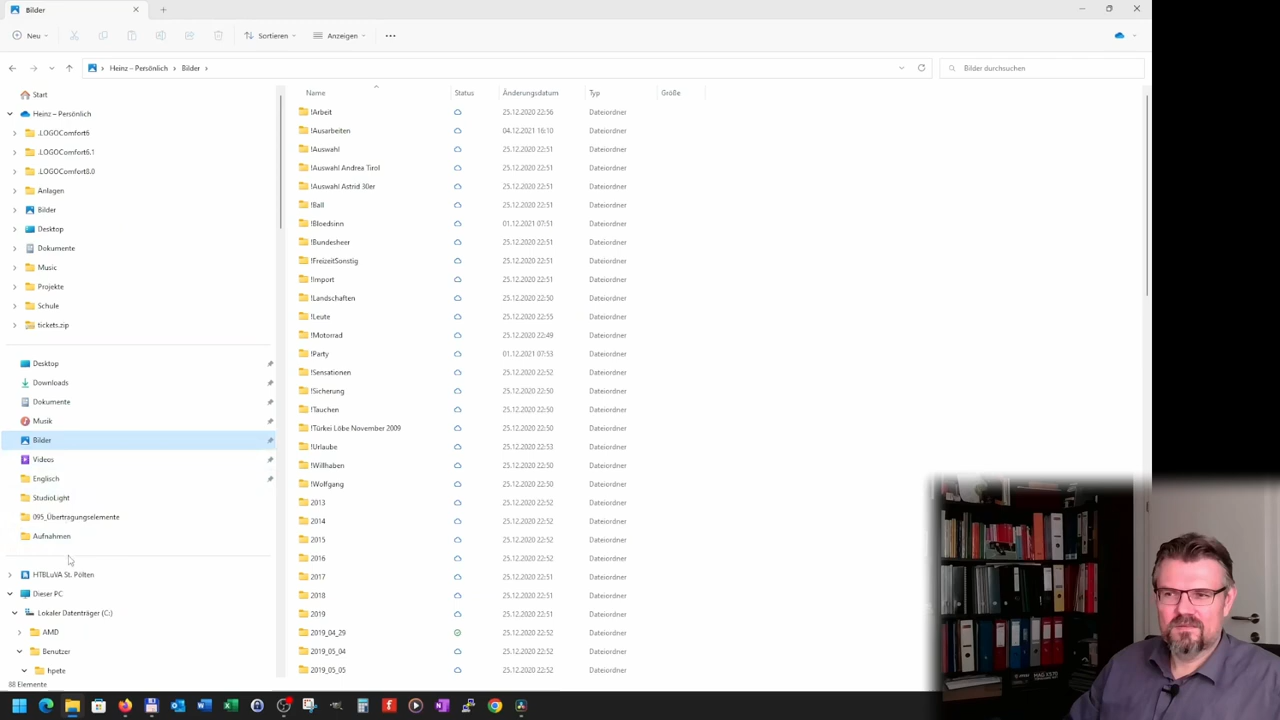 Bilder
Neu
Sortieren
Anzeigen
Heinz – Persönlich
Bilder
Bilder durchsuchen
Name
Status
Änderungsdatum
Typ
Größe
Start
Heinz – Persönlich
.LOGOComfort6
.LOGOComfort6.1
.LOGOComfort8.0
Anlagen
Bilder
Desktop
Dokumente
Music
Projekte
Schule
tickets.zip
Desktop
Downloads
Dokumente
Musik
Bilder
Videos
Englisch
StudioLight
095_Übertragungselemente
Aufnahmen
HTBLuVA St. Pölten
Dieser PC
Lokaler Datenträger (C:)
AMD
Benutzer
hpete
!Arbeit 25.12.2020 22:56 Dateiordner
!Ausarbeiten 04.12.2021 16:10 Dateiordner
!Auswahl 25.12.2020 22:51 Dateiordner
!Auswahl Andrea Tirol 25.12.2020 22:51 Dateiordner
!Auswahl Astrid 30er 25.12.2020 22:51 Dateiordner
!Ball 25.12.2020 22:51 Dateiordner
!Bloedsinn 01.12.2021 07:51 Dateiordner
!Bundesheer 25.12.2020 22:51 Dateiordner
!FreizeitSonstig 25.12.2020 22:51 Dateiordner
!Import 25.12.2020 22:51 Dateiordner
!Landschaften 25.12.2020 22:50 Dateiordner
!Leute 25.12.2020 22:55 Dateiordner
!Motorrad 25.12.2020 22:49 Dateiordner
!Party 01.12.2021 07:53 Dateiordner
!Sensationen 25.12.2020 22:52 Dateiordner
!Sicherung 25.12.2020 22:50 Dateiordner
!Tauchen 25.12.2020 22:50 Dateiordner
!Türkei Löbe November 2009 25.12.2020 22:50 Dateiordner
!Urlaube 25.12.2020 22:53 Dateiordner
!Willhaben 25.12.2020 22:50 Dateiordner
!Wolfgang 25.12.2020 22:50 Dateiordner
2013 25.12.2020 22:52 Dateiordner
2014 25.12.2020 22:52 Dateiordner
2015 25.12.2020 22:52 Dateiordner
2016 25.12.2020 22:52 Dateiordner
2017 25.12.2020 22:51 Dateiordner
2018 25.12.2020 22:51 Dateiordner
2019 25.12.2020 22:51 Dateiordner
2019_04_29 25.12.2020 22:52 Dateiordner
2019_05_04 25.12.2020 22:52 Dateiordner
2019_05_05 25.12.2020 22:52 Dateiordner
88 Elemente